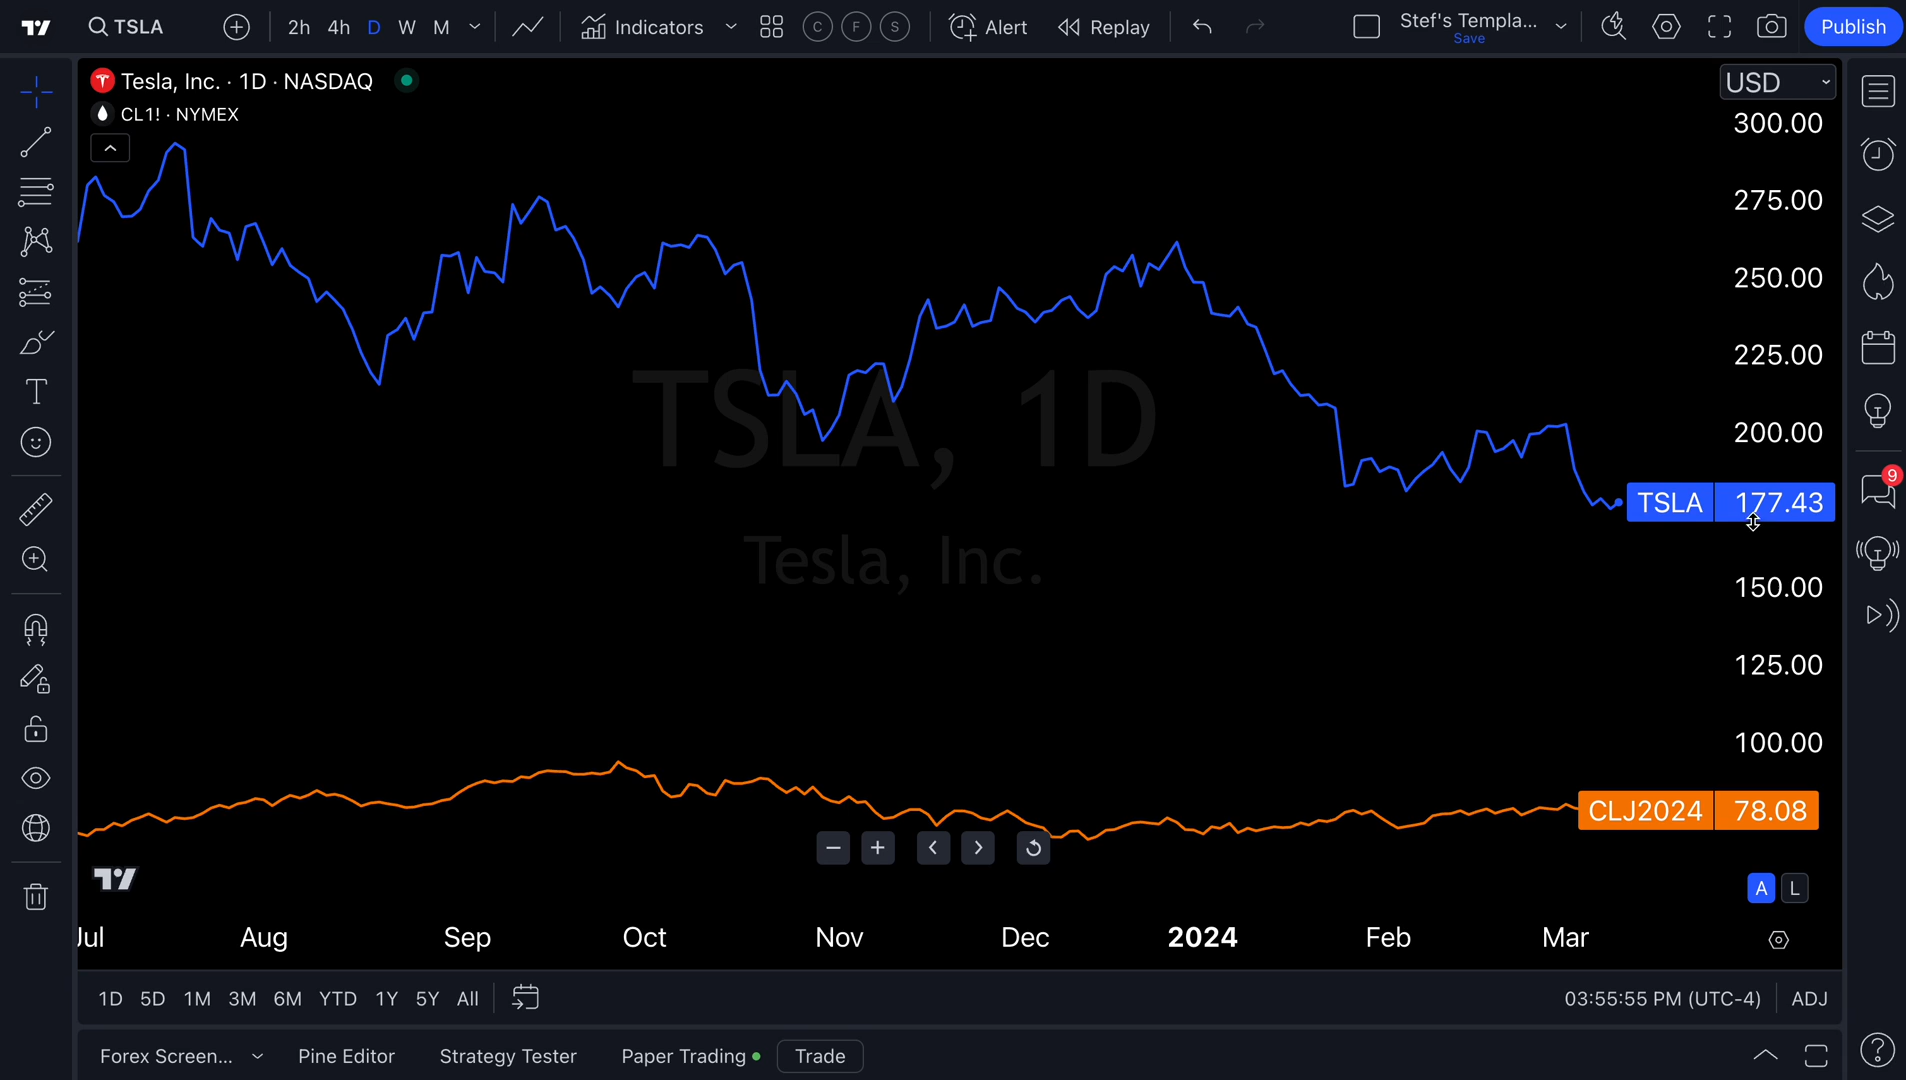 TSLA
2h 4h D W M
Indicators
C F S
Alert
Replay
Stef's Templa...
Save
Publish
Tesla, Inc. · 1D · NASDAQ
CL1! · NYMEX
USD
300.00
275.00
250.00
225.00
200.00
TSLA 177.43
150.00
125.00
100.00
CLJ2024 78.08
TSLA, 1D
Tesla, Inc.
9
A L
Jul Aug Sep Oct Nov Dec 2024 Feb Mar
1D 5D 1M 3M 6M YTD 1Y 5Y All
03:55:55 PM (UTC-4) ADJ
Forex Screen... Pine Editor Strategy Tester Paper Trading Trade